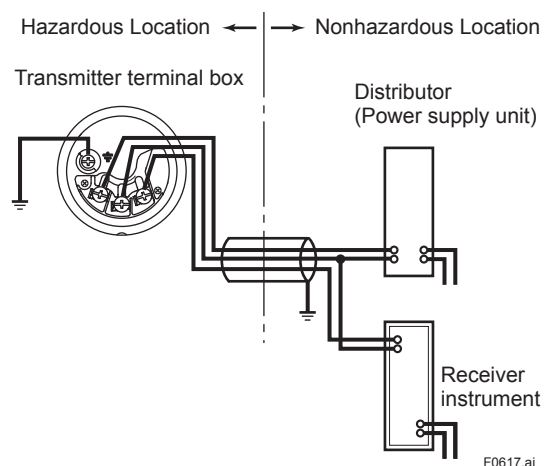 Hazardous Location
Nonhazardous Location
Transmitter terminal box
Distributor
(Power supply unit)
Receiver
instrument
F0617.ai